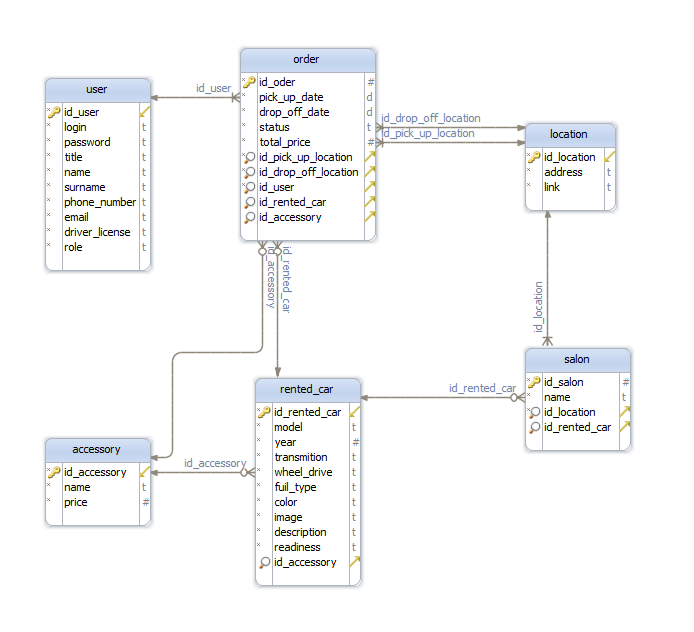 order
id_oder #
pick_up_date d
drop_off_date d
status t
total_price #
id_pick_up_location
id_drop_off_location
id_user
id_rented_car
id_accessory
user
id_user
login t
password t
title t
name t
surname t
phone_number t
email t
driver_license t
role t
id_user
id_drop_off_location
id_pick_up_location
location
id_location
address t
link t
id_accessory
id_rented_car
id_location
salon
id_salon #
name t
id_location
id_rented_car
id_rented_car
rented_car
id_rented_car
model t
year #
transmition t
wheel_drive t
fuil_type t
color t
image t
description t
readiness t
id_accessory
accessory
id_accessory
name t
price #
id_accessory